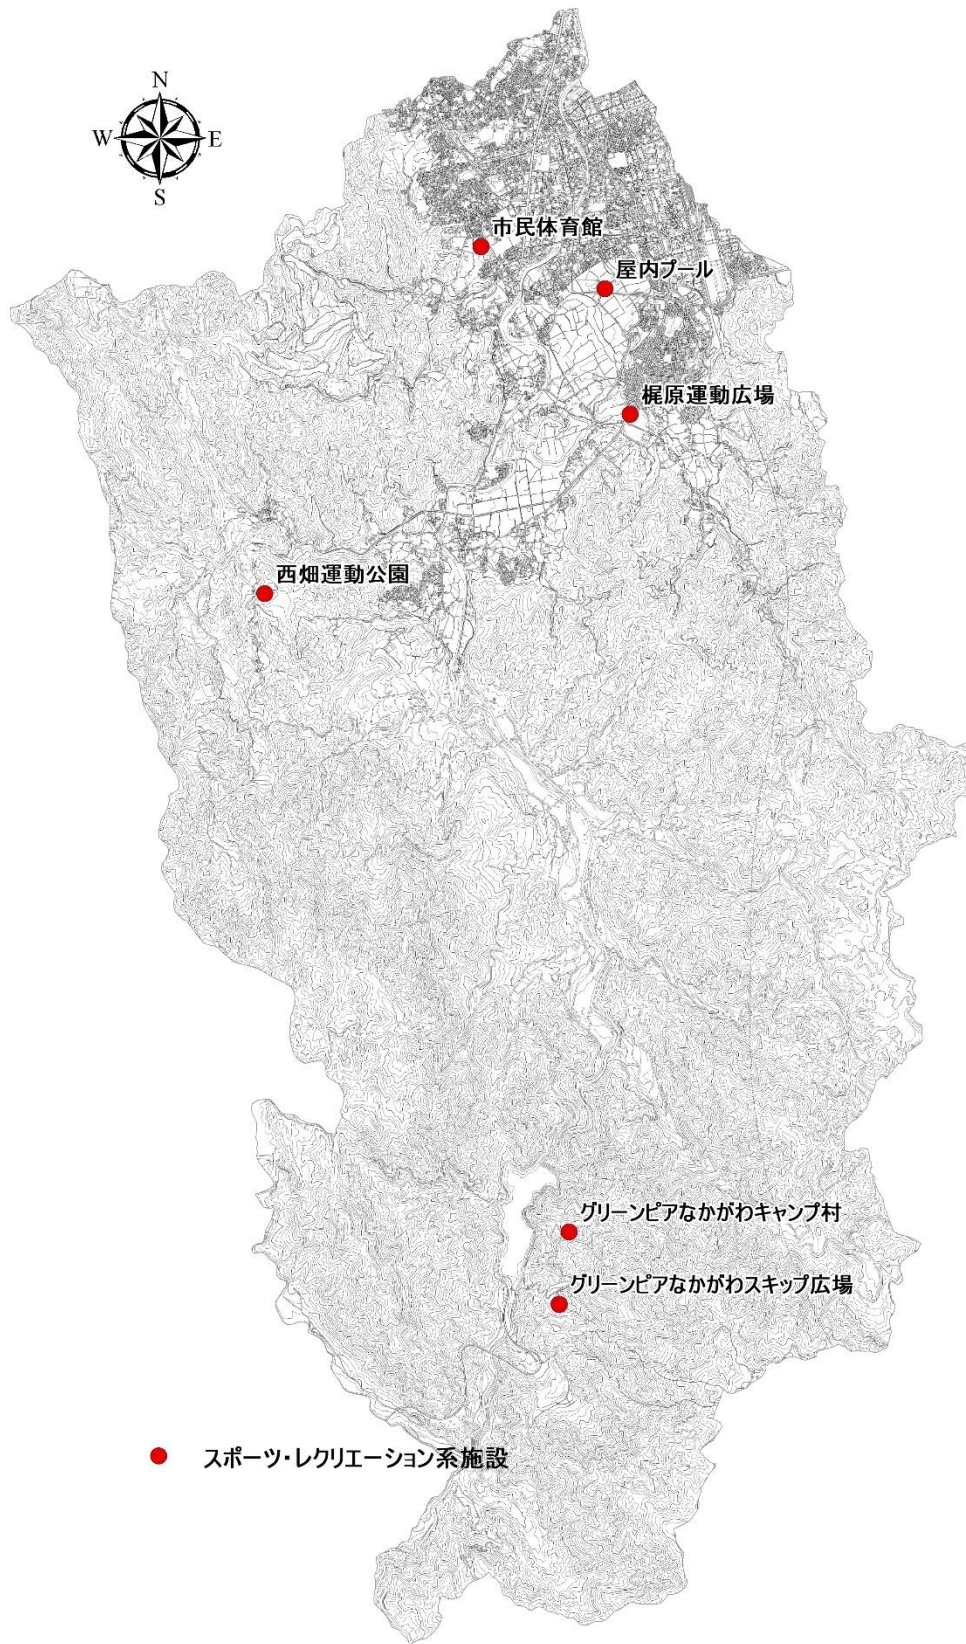 N
W E
S
市民体育館
屋内プール
梶原運動広場
西畑運動公園
グリーンピアなかがわキャンプ村
グリーンピアなかがわスキップ広場
スポーツ・レクリエーション系施設